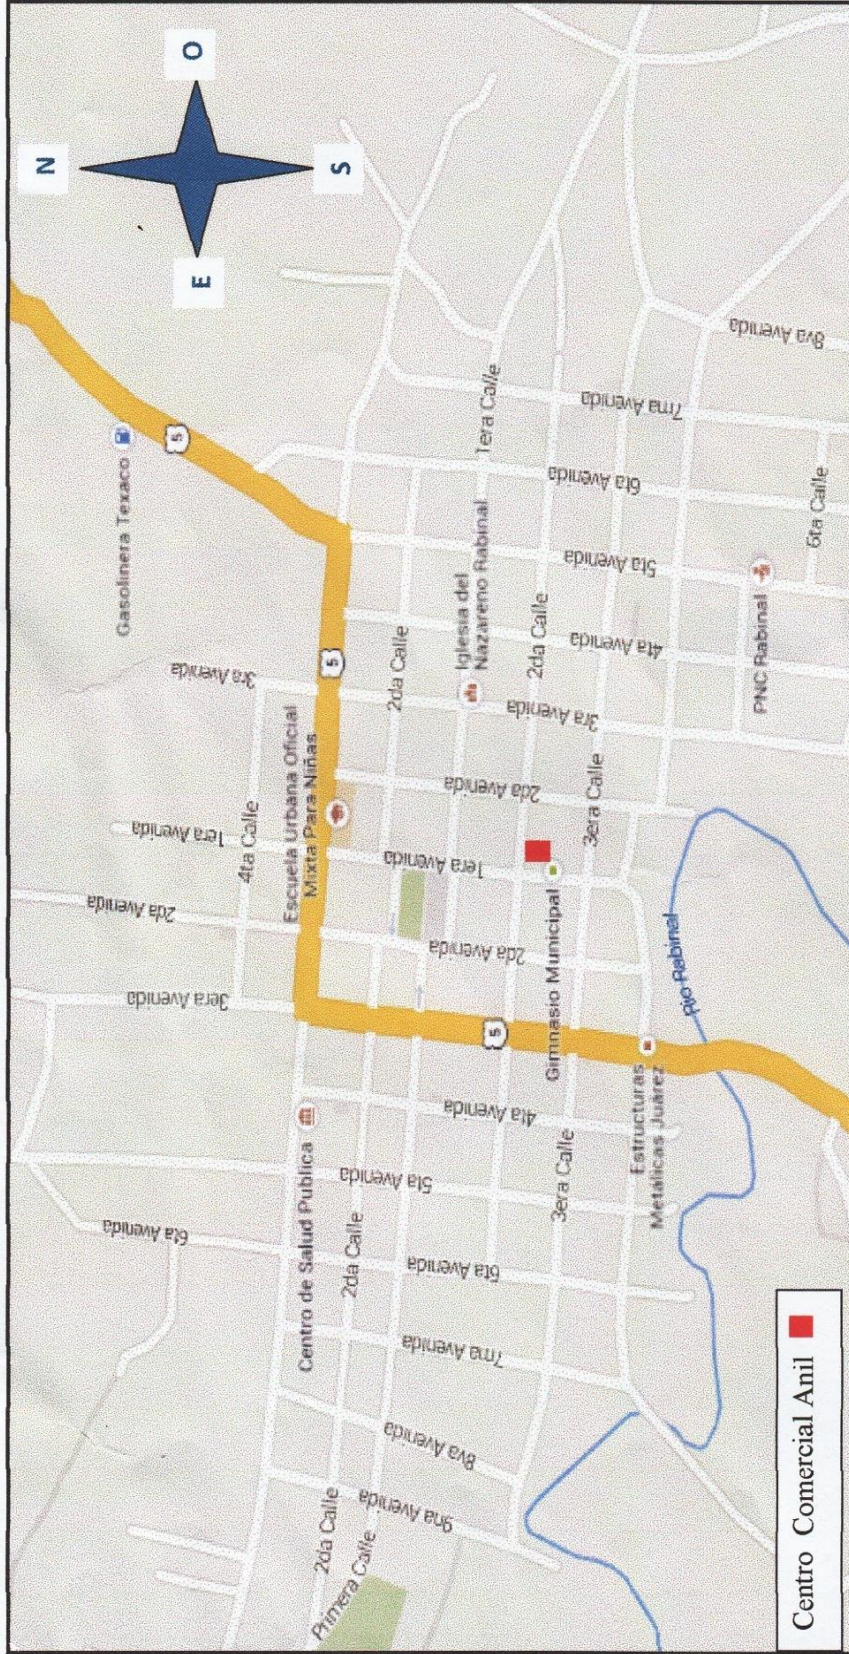 N
O
E
S
Gasolinera Texaco
5
6ta Avenida
3era Avenida
2da Avenida
1era Avenida
3ra Avenida
4ta Calle
Escuela Urbana Oficial
Mixta Para Niñas
5
Centro de Salud Publica
2da Calle
Primera Calle
2da Calle
2da Calle
9na Avenida
8va Avenida
7ma Avenida
6ta Avenida
5ta Avenida
4ta Avenida
5
2da Avenida
1era Avenida
2da Avenida
Iglesia del
Nazareno Rabinal
1era Calle
2da Calle
Gimnasio Municipal
3era Calle
3era Calle
3ra Avenida
4ta Avenida
5ta Avenida
6ta Avenida
7ma Avenida
8va Avenida
Estructuras
Metálicas Juárez
Rio Rabinal
PNC Rabinal
6ta Calle
Centro Comercial Anil